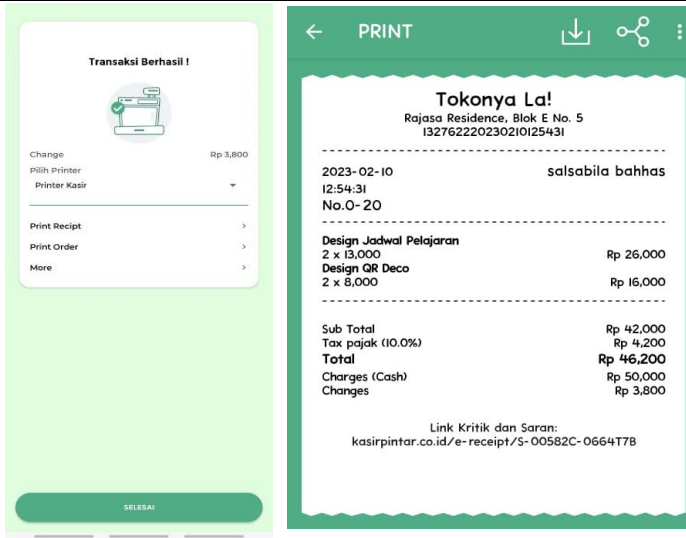 Transaksi Berhasil !
Change Rp 3,800
Pilih Printer
Printer Kasir
Print Recipt
Print Order
More
SELESAI
PRINT
Tokonya La!
Rajasa Residence, Blok E No. 5
132762220230210125431
2023-02-10 salsabila bahhas
12:54:31
No.0-20
Design Jadwal Pelajaran
2 x 13,000 Rp 26,000
Design QR Deco
2 x 8,000 Rp 16,000
Sub Total Rp 42,000
Tax pajak (10.0%) Rp 4,200
Total Rp 46,200
Charges (Cash) Rp 50,000
Changes Rp 3,800
Link Kritik dan Saran:
kasirpintar.co.id/e-receipt/S-00582C-0664T7B